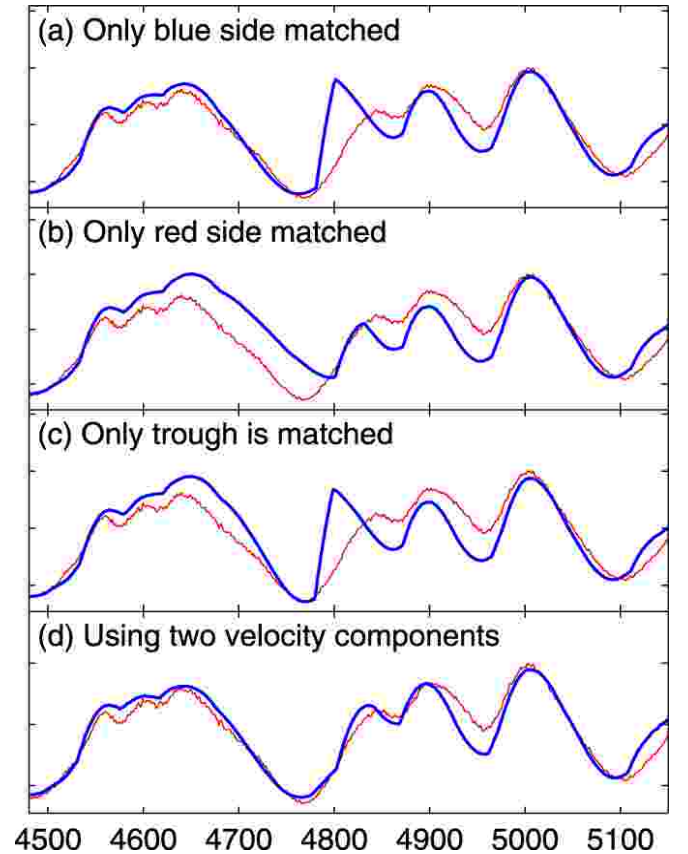 (a) Only blue side matched
(b) Only red side matched
(c) Only trough is matched
(d) Using two velocity components
4500 4600 4700 4800 4900 5000 5100